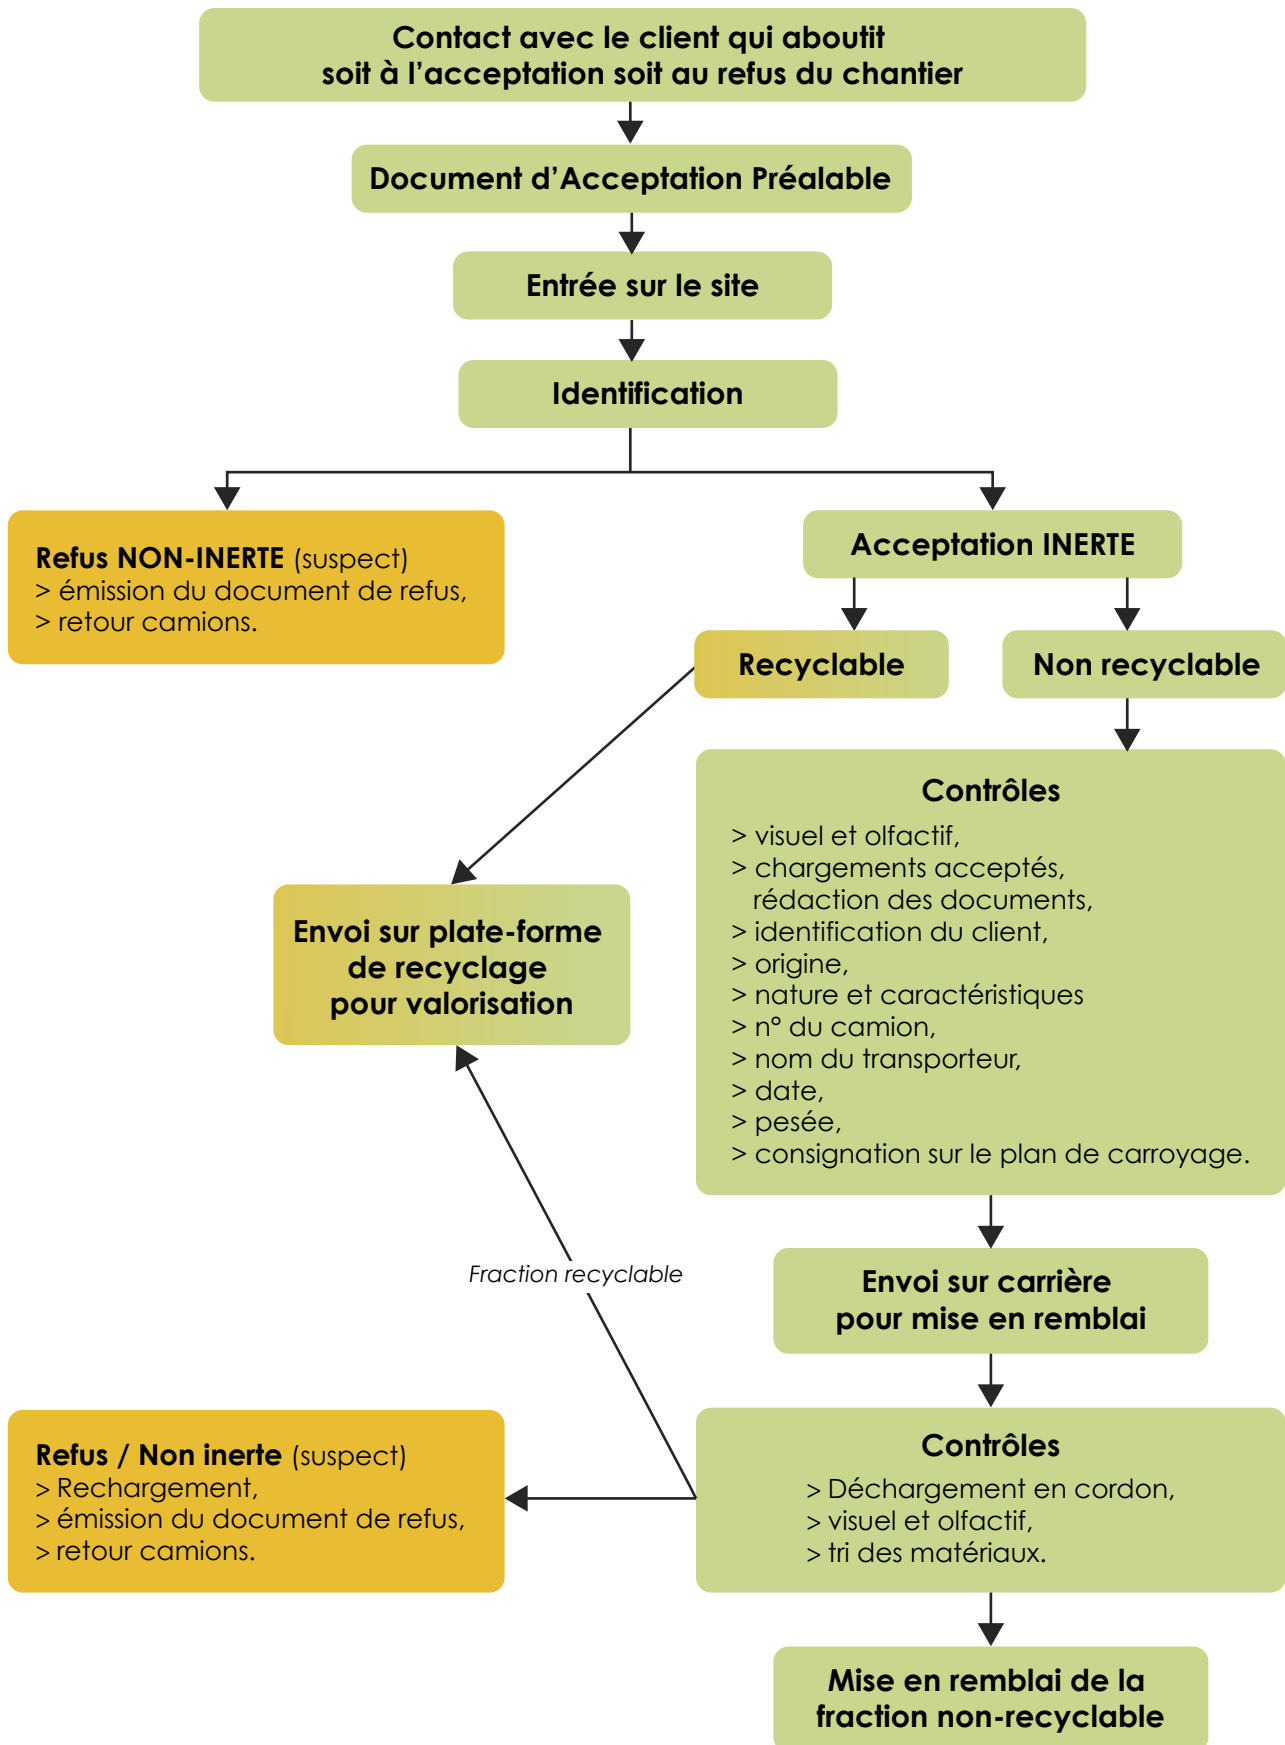 Contact avec le client qui aboutit
soit à l’acceptation soit au refus du chantier
Document d’Acceptation Préalable
Entrée sur le site
Identification
Refus NON-INERTE (suspect)
> émission du document de refus,
> retour camions.
Acceptation INERTE
Recyclable
Non recyclable
Contrôles
> visuel et olfactif,
> chargements acceptés,
rédaction des documents,
> identification du client,
> origine,
> nature et caractéristiques
> n° du camion,
> nom du transporteur,
> date,
> pesée,
> consignation sur le plan de carroyage.
Envoi sur plate-forme
de recyclage
pour valorisation
Fraction recyclable
Envoi sur carrière
pour mise en remblai
Refus / Non inerte (suspect)
> Rechargement,
> émission du document de refus,
> retour camions.
Contrôles
> Déchargement en cordon,
> visuel et olfactif,
> tri des matériaux.
Mise en remblai de la
fraction non-recyclable